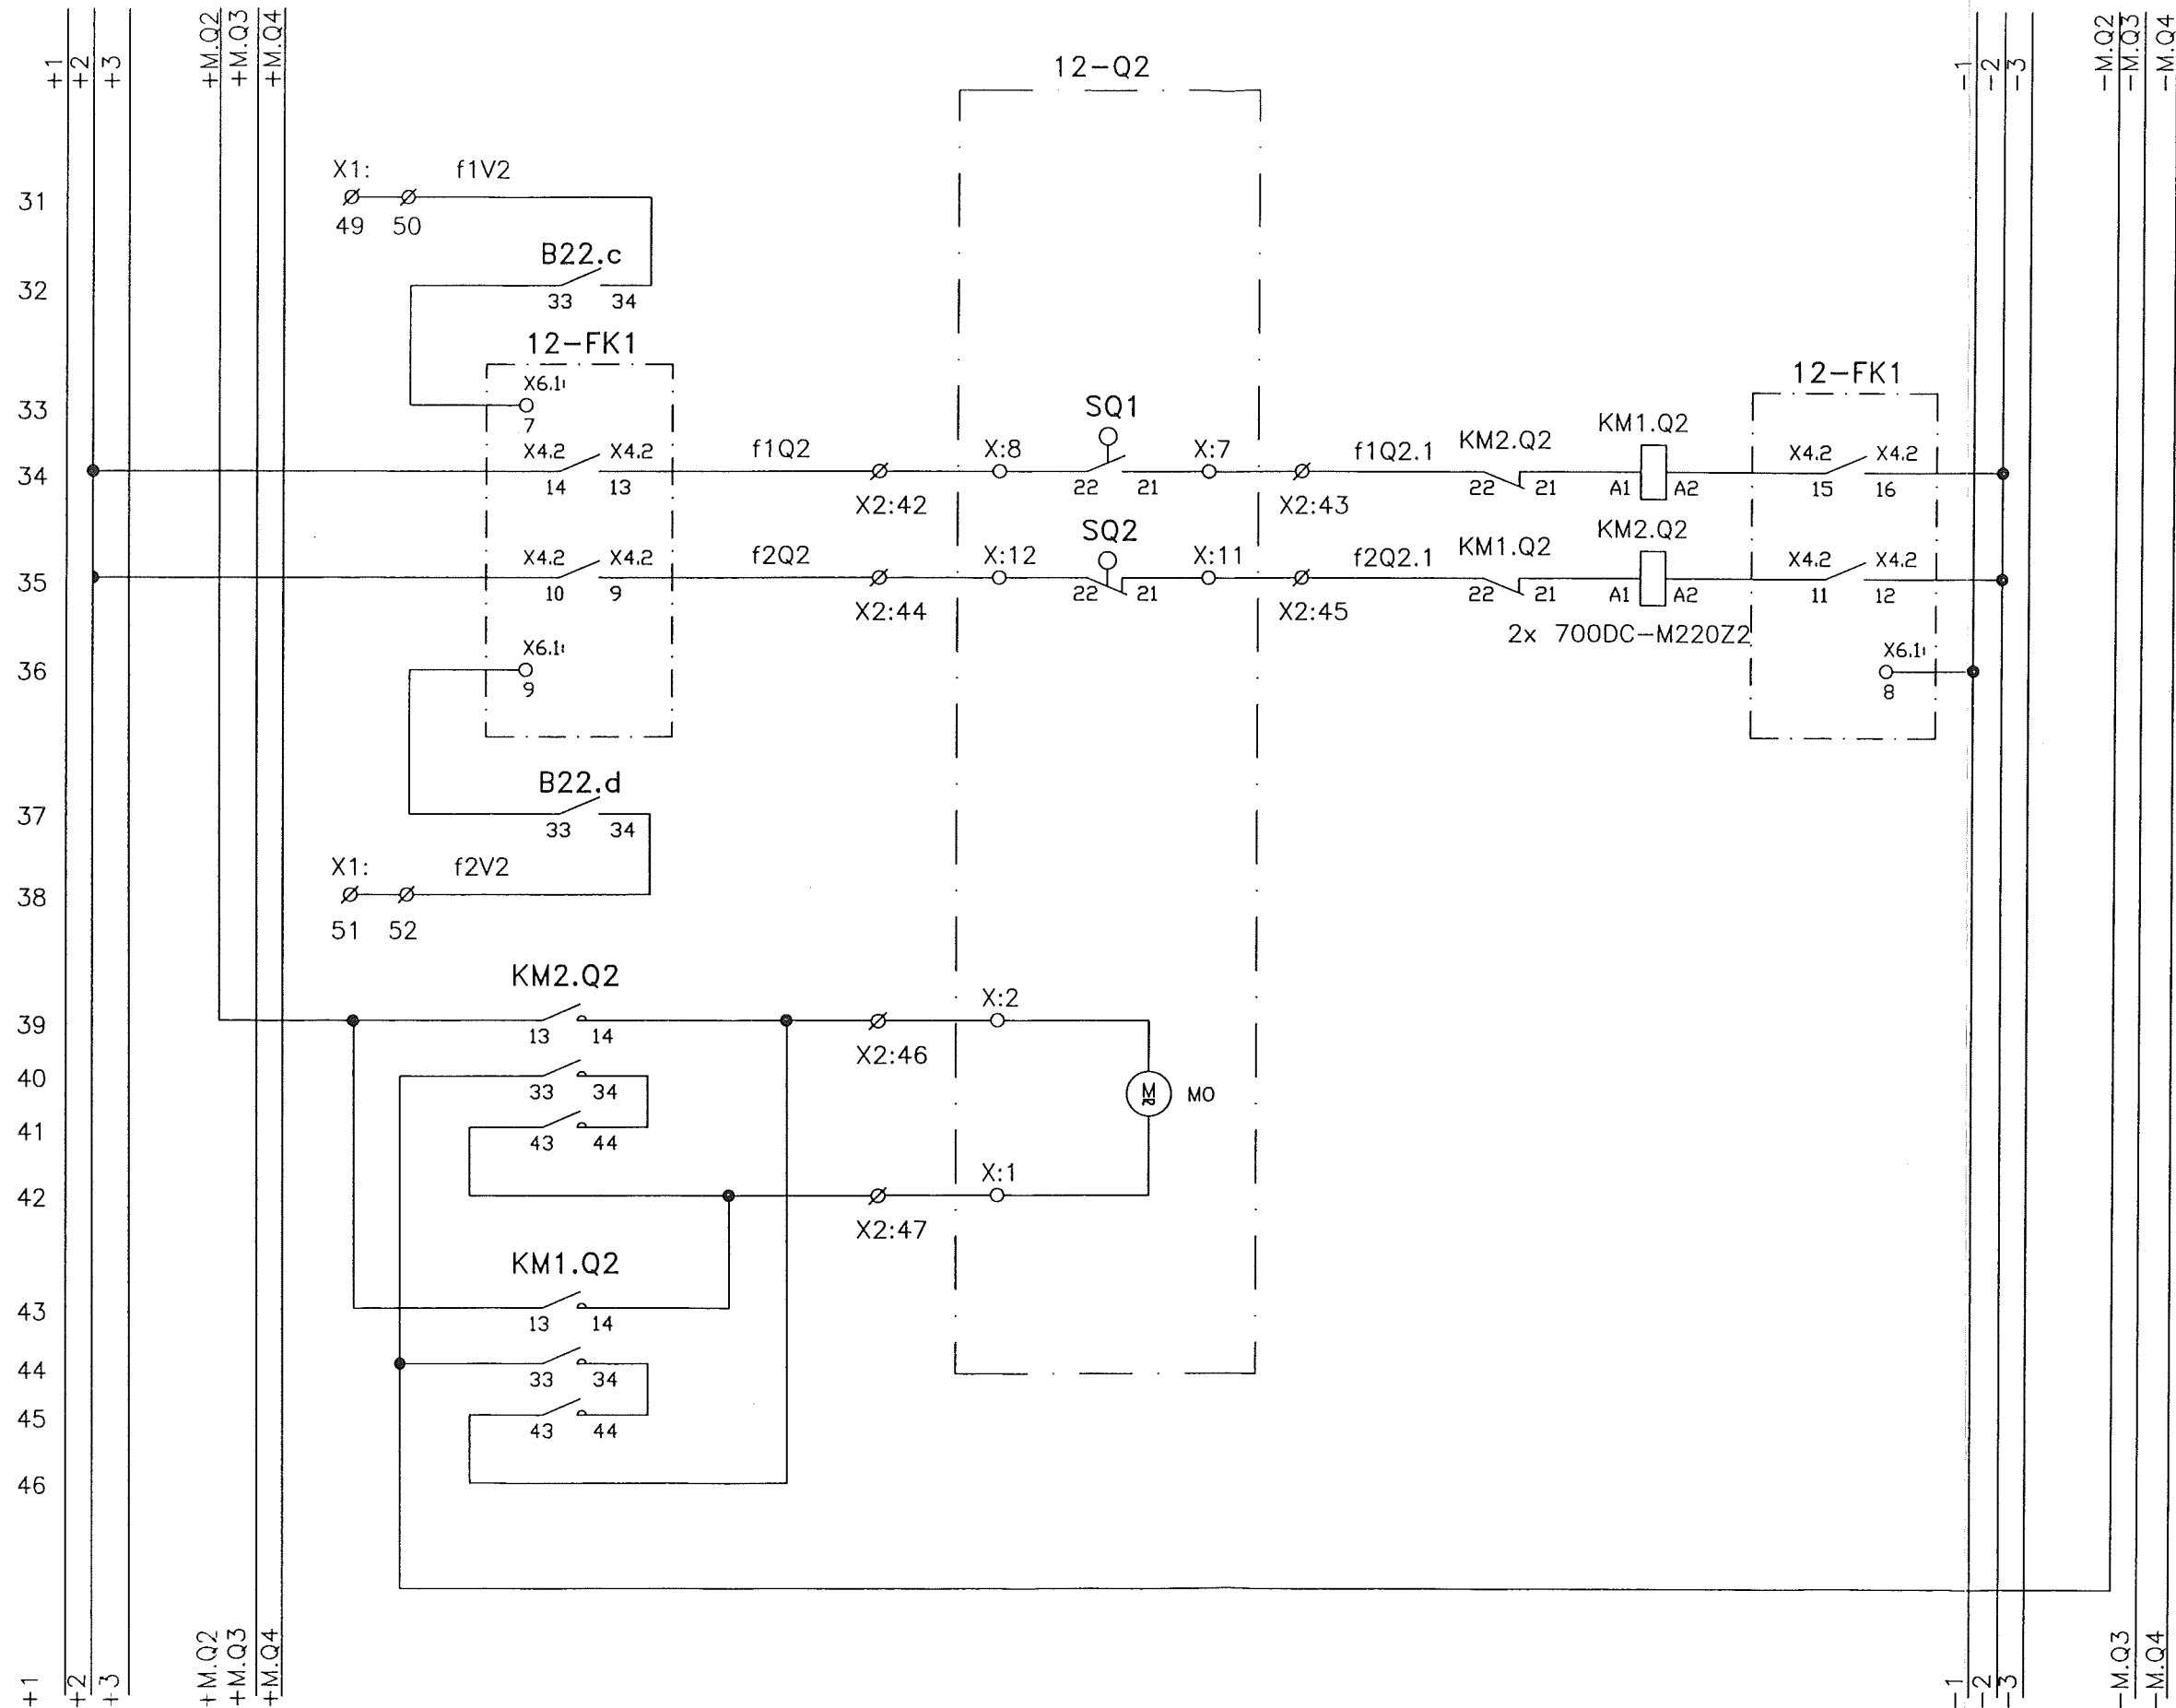 +1 +2 +3 +M.Q2 +M.Q3 +M.Q4 -1 -2 -3 -M.Q2 -M.Q3 -M.Q4
12-Q2
X1: f1V2
31
49 50
B22.c
32
33 34
12-FK1
12-FK1
X6.1:
33
7
SQ1
KM1.Q2
X4.2 X4.2 f1Q2 X:8 X:7 f1Q2.1 KM2.Q2 X4.2 X4.2
34
14 13 X2:42 22 21 X2:43 22 21 A1 A2 15 16
SQ2
KM2.Q2
X4.2 X4.2 f2Q2 X:12 X:11 f2Q2.1 KM1.Q2 X4.2 X4.2
35
10 9 X2:44 22 21 X2:45 22 21 A1 A2 11 12
2x 700DC-M220Z2
X6.1: X6.1:
36
9 8
B22.d
37
33 34
X1: f2V2
38
51 52
KM2.Q2
X:2
39
13 14 X2:46
40
33 34 M MO
41
43 44
X:1
42
X2:47
KM1.Q2
43
13 14
44
33 34
45
43 44
46
+1 +2 +3 +M.Q2 +M.Q3 +M.Q4 -1 -2 -3 -M.Q3 -M.Q4